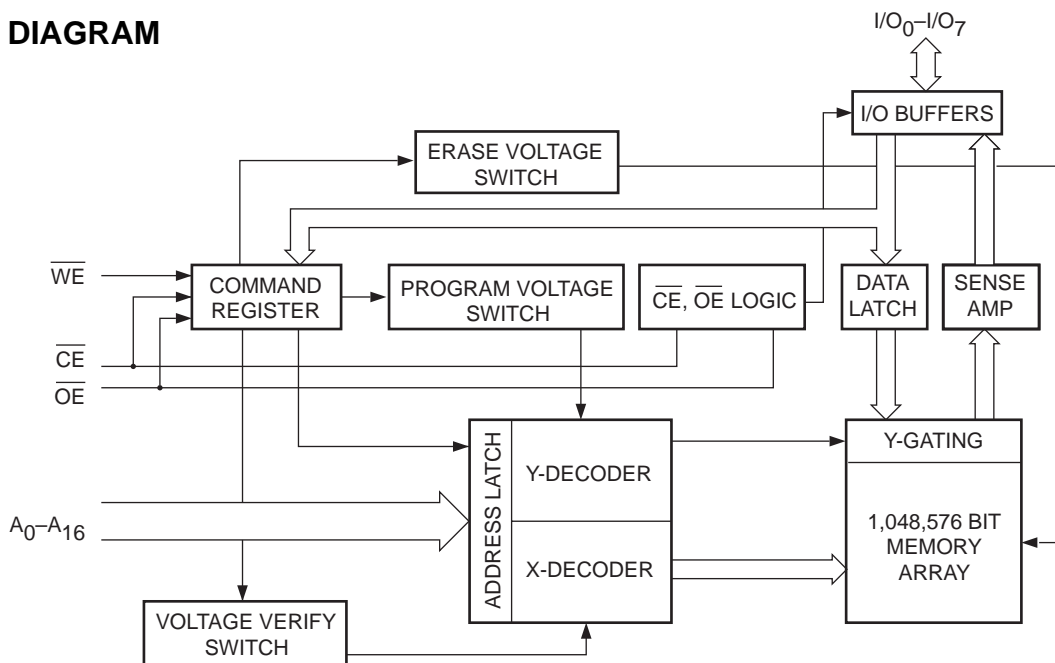 DIAGRAM
I/O0–I/O7
I/O BUFFERS
ERASE VOLTAGE
SWITCH
WE
COMMAND
REGISTER
PROGRAM VOLTAGE
SWITCH
CE, OE LOGIC
DATA
LATCH
SENSE
AMP
CE
OE
ADDRESS LATCH
Y-DECODER
Y-GATING
A0–A16
X-DECODER
1,048,576 BIT
MEMORY
ARRAY
VOLTAGE VERIFY
SWITCH